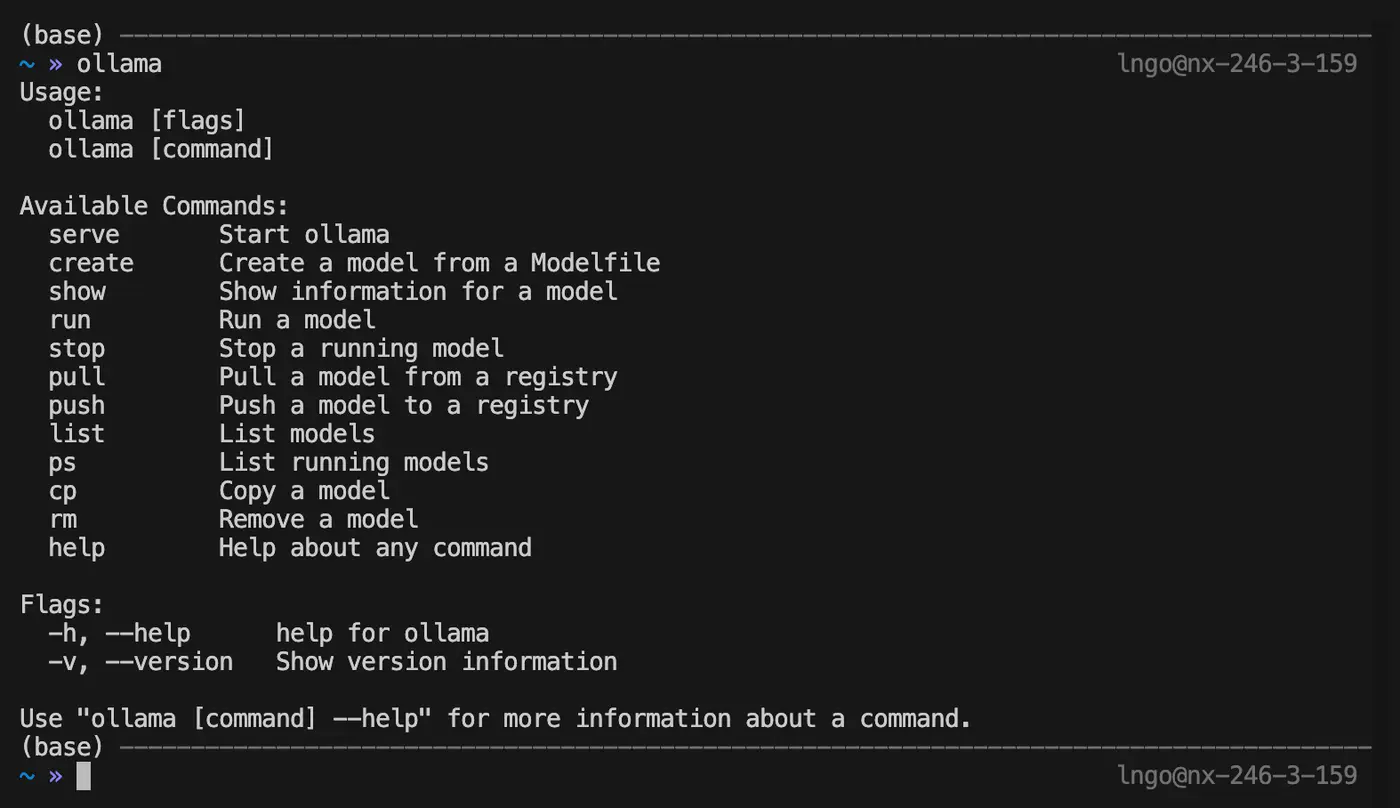 (base)
~ » ollama lngo@nx-246-3-159
Usage:
  ollama [flags]
  ollama [command]

Available Commands:
  serve       Start ollama
  create      Create a model from a Modelfile
  show        Show information for a model
  run         Run a model
  stop        Stop a running model
  pull        Pull a model from a registry
  push        Push a model to a registry
  list        List models
  ps          List running models
  cp          Copy a model
  rm          Remove a model
  help        Help about any command

Flags:
  -h, --help      help for ollama
  -v, --version   Show version information

Use "ollama [command] --help" for more information about a command.
(base)
~ » lngo@nx-246-3-159